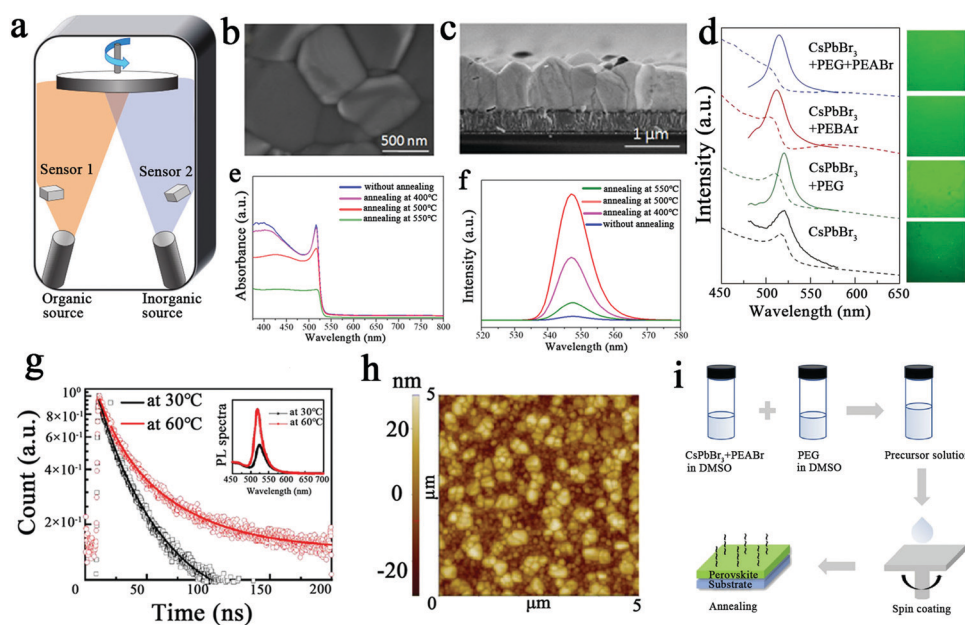 a
Sensor 1
Sensor 2
Organic
source
Inorganic
source
b
500 nm
c
1 µm
d
Intensity (a.u.)
CsPbBr3
+PEG+PEABr
CsPbBr3
+PEBAr
CsPbBr3
+PEG
CsPbBr3
450 500 550 600 650
Wavelength (nm)
e
Absorbance (a.u.)
without annealing
annealing at 400℃
annealing at 500℃
annealing at 550℃
400 450 500 550 600 650 700 750 800
Wavelength (nm)
f
Intensity (a.u.)
annealing at 550℃
annealing at 500℃
annealing at 400℃
without annealing
520 530 540 550 560 570 580
Wavelength (nm)
g
Count (a.u.)
10⁰
8×10⁻¹
6×10⁻¹
4×10⁻¹
2×10⁻¹
at 30℃
at 60℃
PL spectra
at 30℃
at 60℃
450 500 550 600 650 700
Wavelength (nm)
0 50 100 150 200
Time (ns)
h
nm
20
0
-20
5
µm
0
µm
5
i
CsPbBr3+PEABr
in DMSO
PEG
in DMSO
Precursor solution
Perovskite
Substrate
Annealing
Spin coating